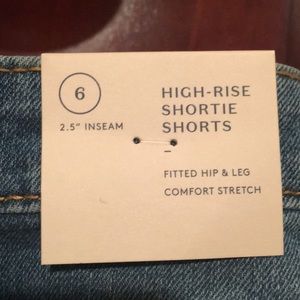 6
2.5" INSEAM
HIGH-RISE
SHORTIE
SHORTS
–
FITTED HIP & LEG
COMFORT STRETCH